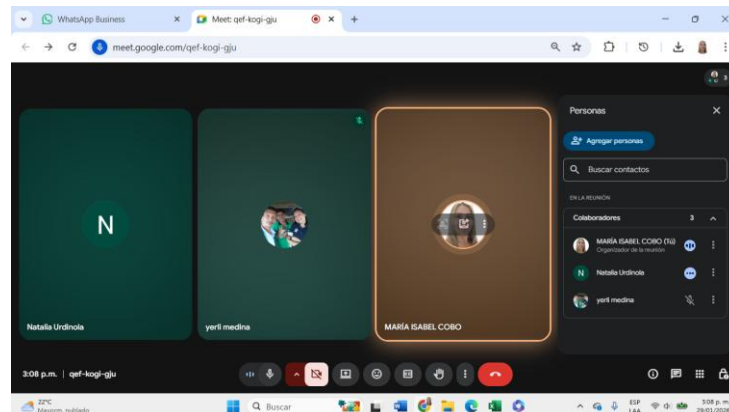 WhatsApp Business
Meet: qef-kogi-gju
meet.google.com/qef-kogi-gju
3
Personas
Agregar personas
Buscar contactos
EN LA REUNIÓN
Colaboradores 3
MARÍA ISABEL COBO (Tú)
Organizador de la reunión
N Natalia Urdinola
yerli medina
N
Natalia Urdinola
yerli medina
MARÍA ISABEL COBO
3:08 p.m. | qef-kogi-gju
22°C
Mayorm. nublado
Buscar
ESP
LAA
3:08 p. m.
29/01/2026